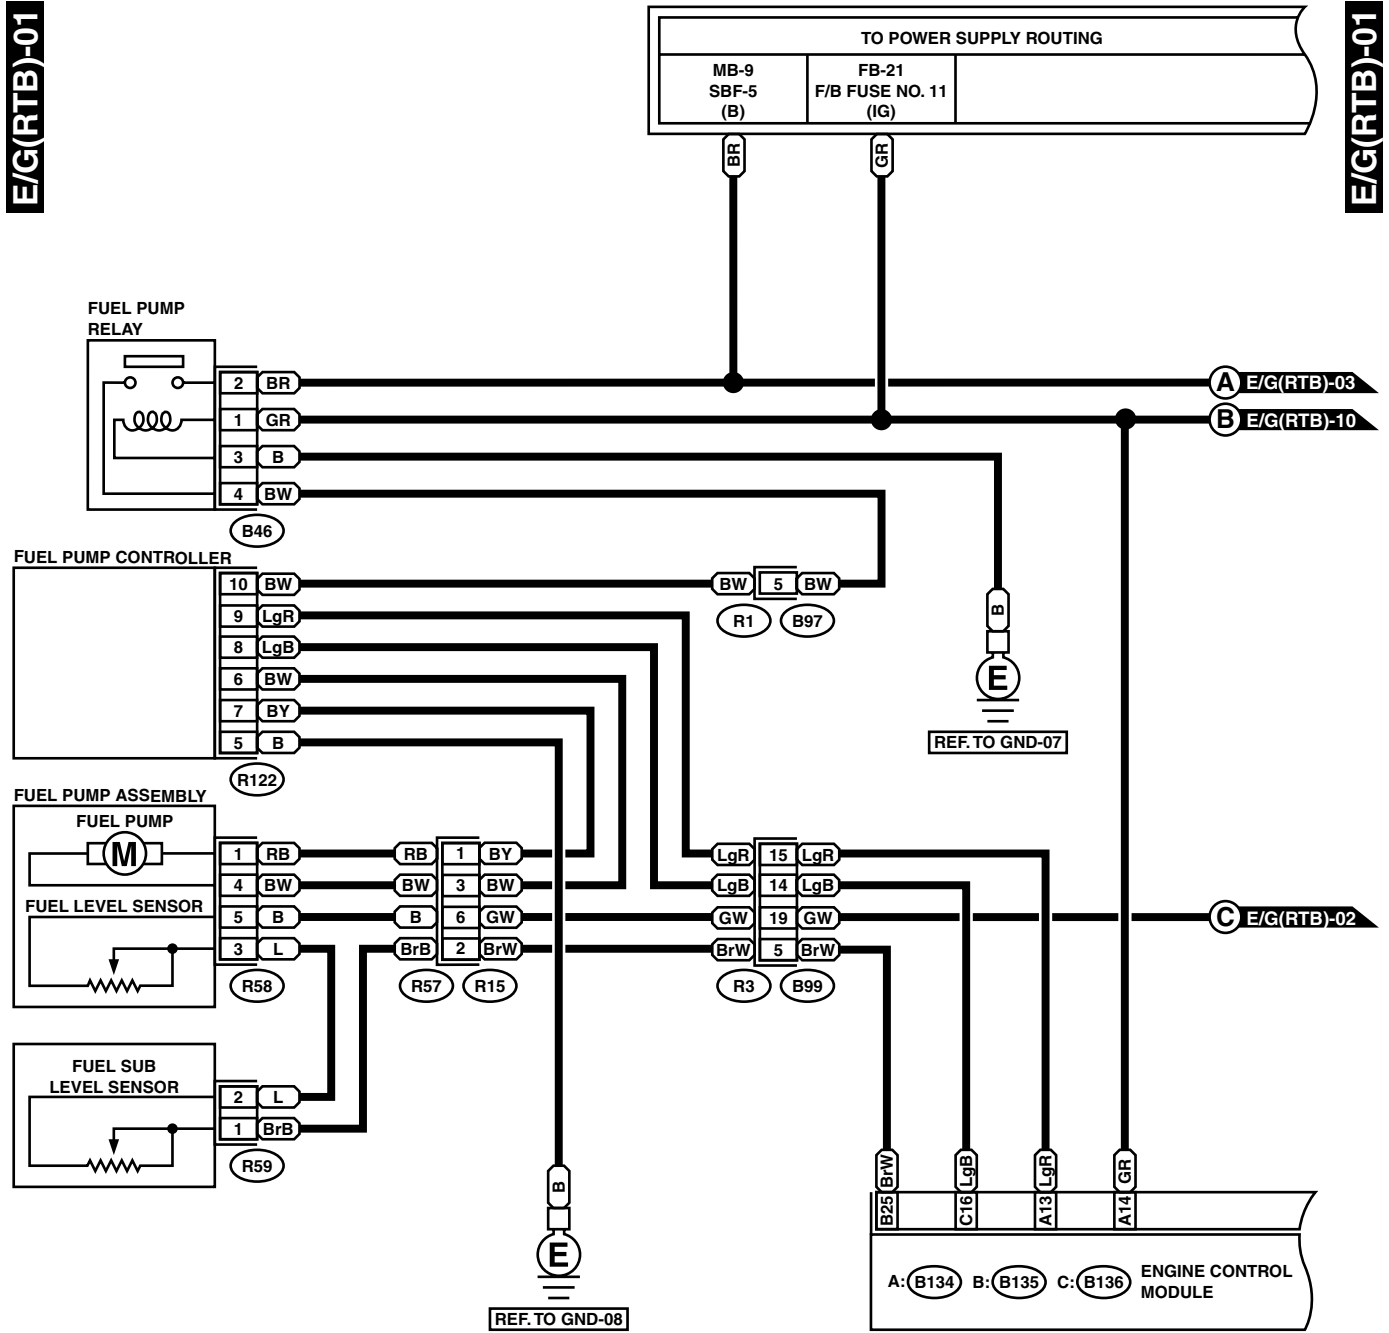 E/G(RTB)-01
E/G(RTB)-01
TO POWER SUPPLY ROUTING
MB-9
SBF-5
(B)
FB-21
F/B FUSE NO. 11
(IG)
BR
GR
FUEL PUMP
RELAY
2 BR
A E/G(RTB)-03
1 GR
B E/G(RTB)-10
3 B
4 BW
B46
FUEL PUMP CONTROLLER
10 BW
BW 5 BW
R1 B97
9 LgR
8 LgB
6 BW
7 BY
5 B
R122
B
E
REF. TO GND-07
FUEL PUMP ASSEMBLY
FUEL PUMP
M
1 RB
RB 1 BY
LgR 15 LgR
4 BW
BW 3 BW
LgB 14 LgB
FUEL LEVEL SENSOR
5 B
B 6 GW
GW 19 GW
C E/G(RTB)-02
3 L
BrB 2 BrW
BrW 5 BrW
R58
R57 R15
R3 B99
FUEL SUB
LEVEL SENSOR
2 L
1 BrB
R59
B
E
REF. TO GND-08
BrW
LgB
LgR
GR
B25
C16
A13
A14
A: B134 B: B135 C: B136
ENGINE CONTROL
MODULE